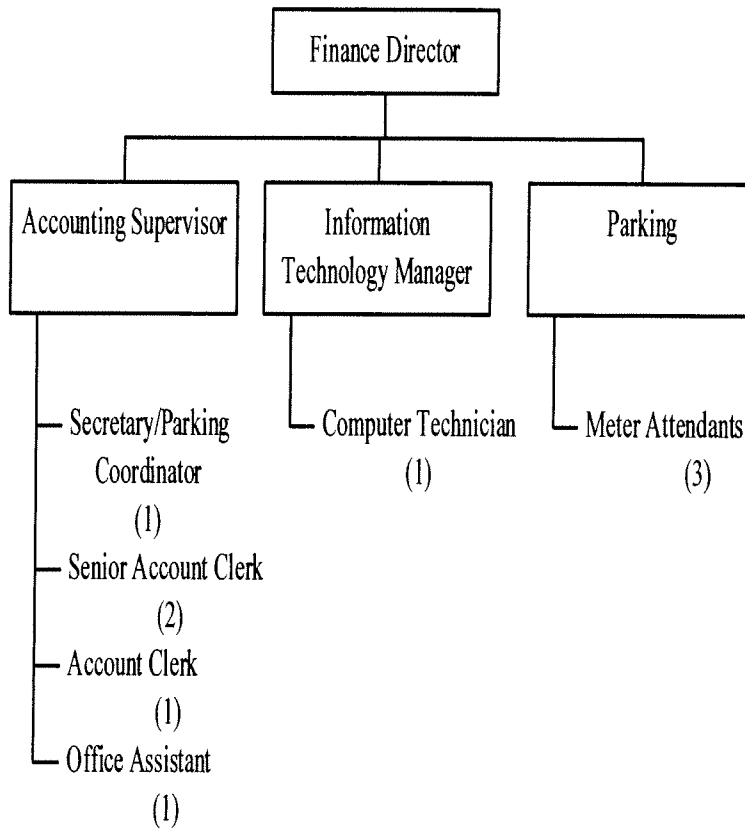 Finance Director
Accounting Supervisor
Information
Technology Manager
Parking
Secretary/Parking
Coordinator
(1)
Senior Account Clerk
(2)
Account Clerk
(1)
Office Assistant
(1)
Computer Technician
(1)
Meter Attendants
(3)